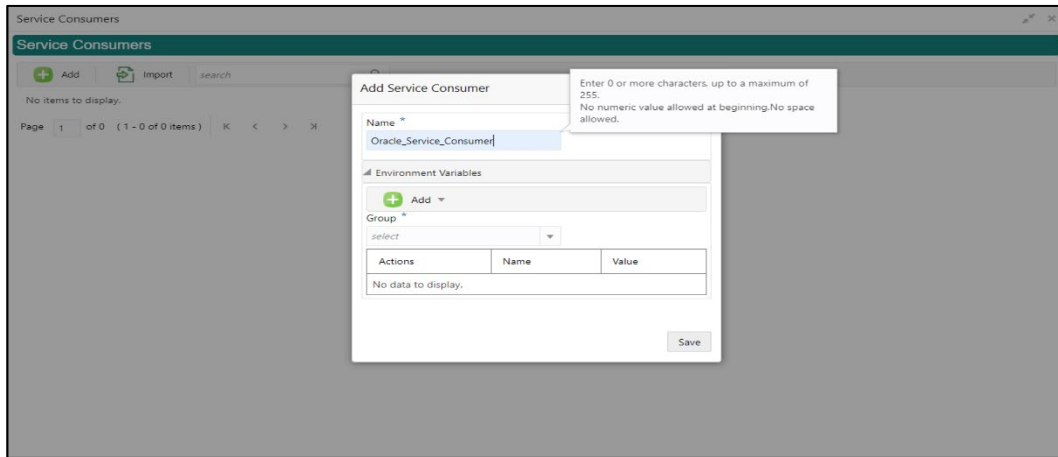 Service Consumers
Service Consumers
Add Import search
No items to display.
Page 1 of 0 (1 - 0 of 0 items) K < > >|
Add Service Consumer
Enter 0 or more characters, up to a maximum of
255.
No numeric value allowed at beginning.No space
allowed.
Name *
Oracle_Service_Consumer
Environment Variables
Add
Group *
select
Actions Name Value
No data to display.
Save